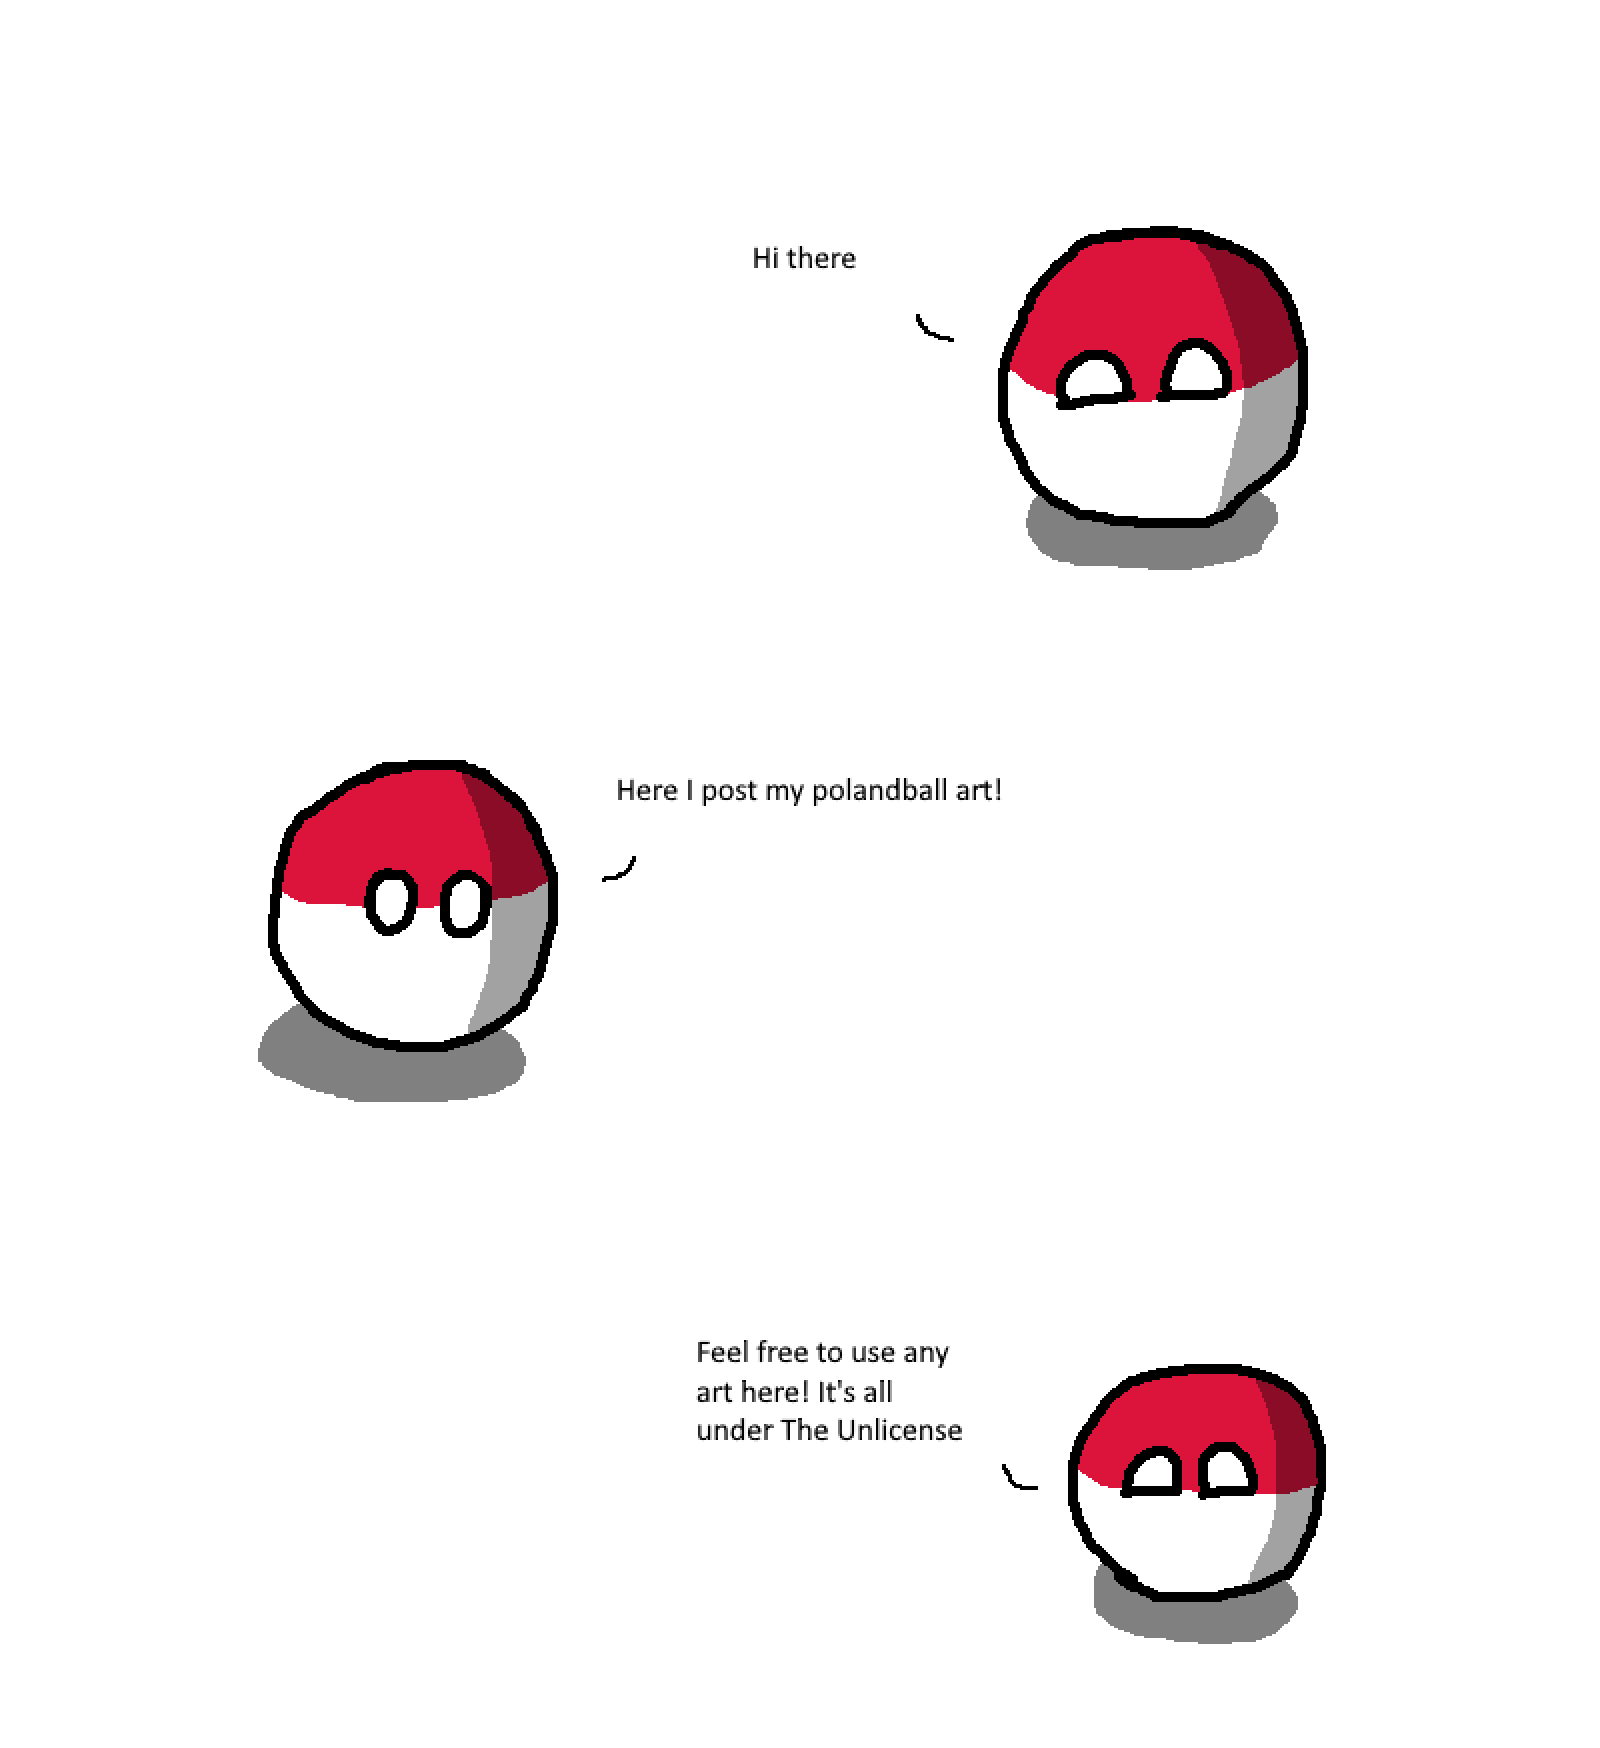 Hi there
Here I post my polandball art!
Feel free to use any
art here! It's all
under The Unlicense